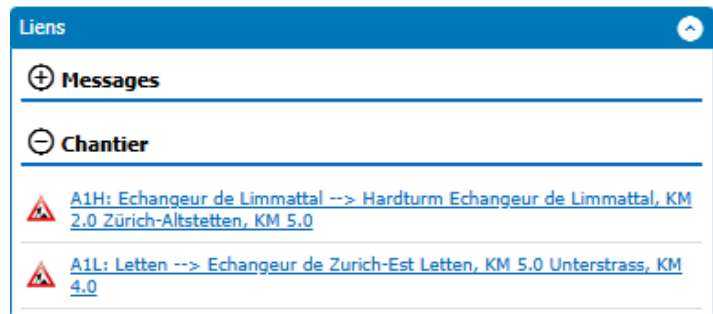 Liens
Messages
Chantier
A1H: Echangeur de Limmattal --> Hardturm Echangeur de Limmattal, KM
2.0 Zürich-Altstetten, KM 5.0
A1L: Letten --> Echangeur de Zurich-Est Letten, KM 5.0 Unterstrass, KM
4.0